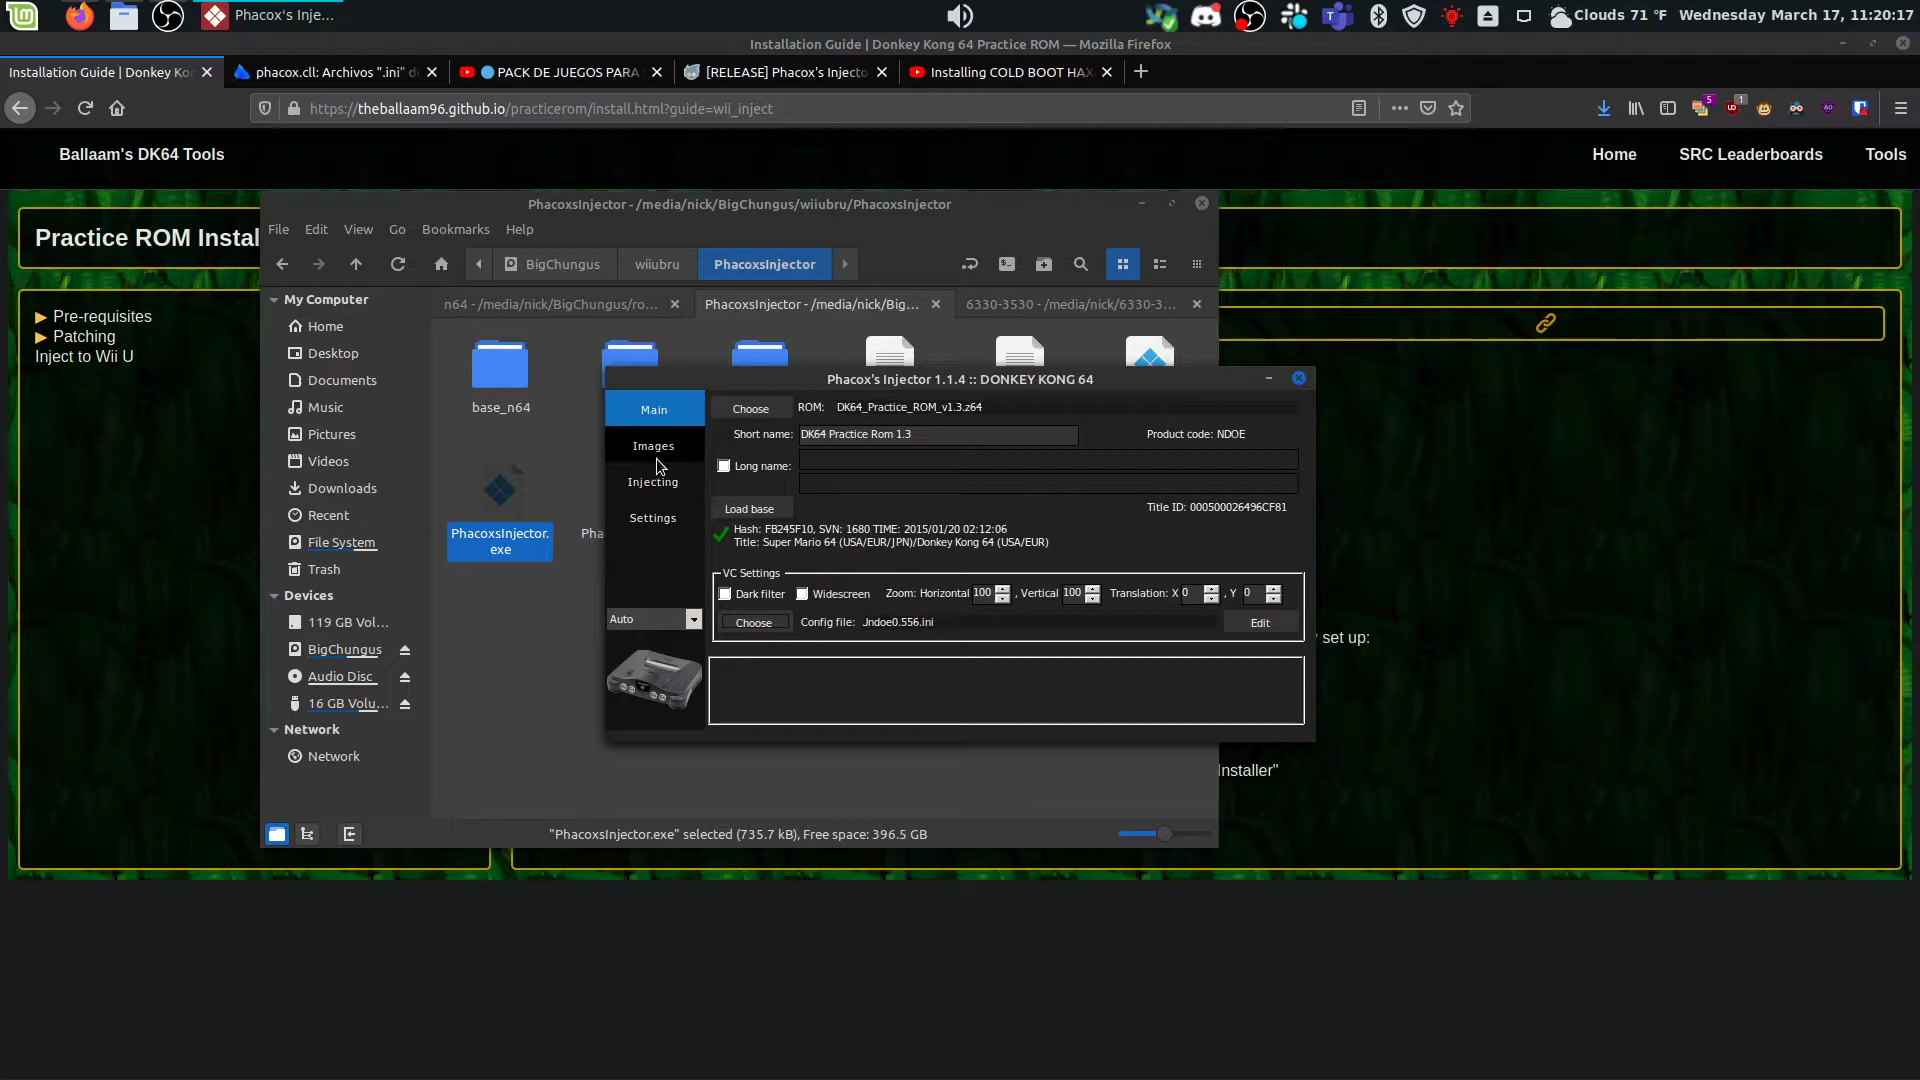 Phacox's Inje...
Clouds 71 °F
Wednesday March 17, 11:20:17
Installation Guide | Donkey Kong 64 Practice ROM — Mozilla Firefox
Installation Guide | Donkey Kon
phacox.cll: Archivos ".ini" d
PACK DE JUEGOS PARA
[RELEASE] Phacox's Injecto
Installing COLD BOOT HAX
https://theballaam96.github.io/practicerom/install.html?guide=wii_inject
5
1
Ballaam's DK64 Tools
Home
SRC Leaderboards
Tools
Practice ROM Instal
▶ Pre-requisites
▶ Patching
Inject to Wii U
set up:
Installer"
PhacoxsInjector - /media/nick/BigChungus/wiiubru/PhacoxsInjector
File Edit View Go Bookmarks Help
BigChungus
wiiubru
PhacoxsInjector
n64 - /media/nick/BigChungus/ro...
PhacoxsInjector - /media/nick/Big...
6330-3530 - /media/nick/6330-3...
My Computer
Home
Desktop
Documents
Music
Pictures
Videos
Downloads
Recent
File System
Trash
Devices
119 GB Vol...
BigChungus
Audio Disc
16 GB Volu...
Network
Network
base_n64
PhacoxsInjector.
exe
Pha
"PhacoxsInjector.exe" selected (735.7 kB), Free space: 396.5 GB
Phacox's Injector 1.1.4 :: DONKEY KONG 64
Main
Images
Injecting
Settings
Auto
Choose
ROM: DK64_Practice_ROM_v1.3.z64
Short name: DK64 Practice Rom 1.3
Product code: NDOE
Long name:
Load base
Title ID: 000500026496CF81
Hash: FB245F10, SVN: 1680 TIME: 2015/01/20 02:12:06
Title: Super Mario 64 (USA/EUR/JPN)/Donkey Kong 64 (USA/EUR)
VC Settings
Dark filter
Widescreen
Zoom: Horizontal 100 , Vertical 100
Translation: X 0 , Y 0
Choose
Config file: Undoe0.556.ini
Edit